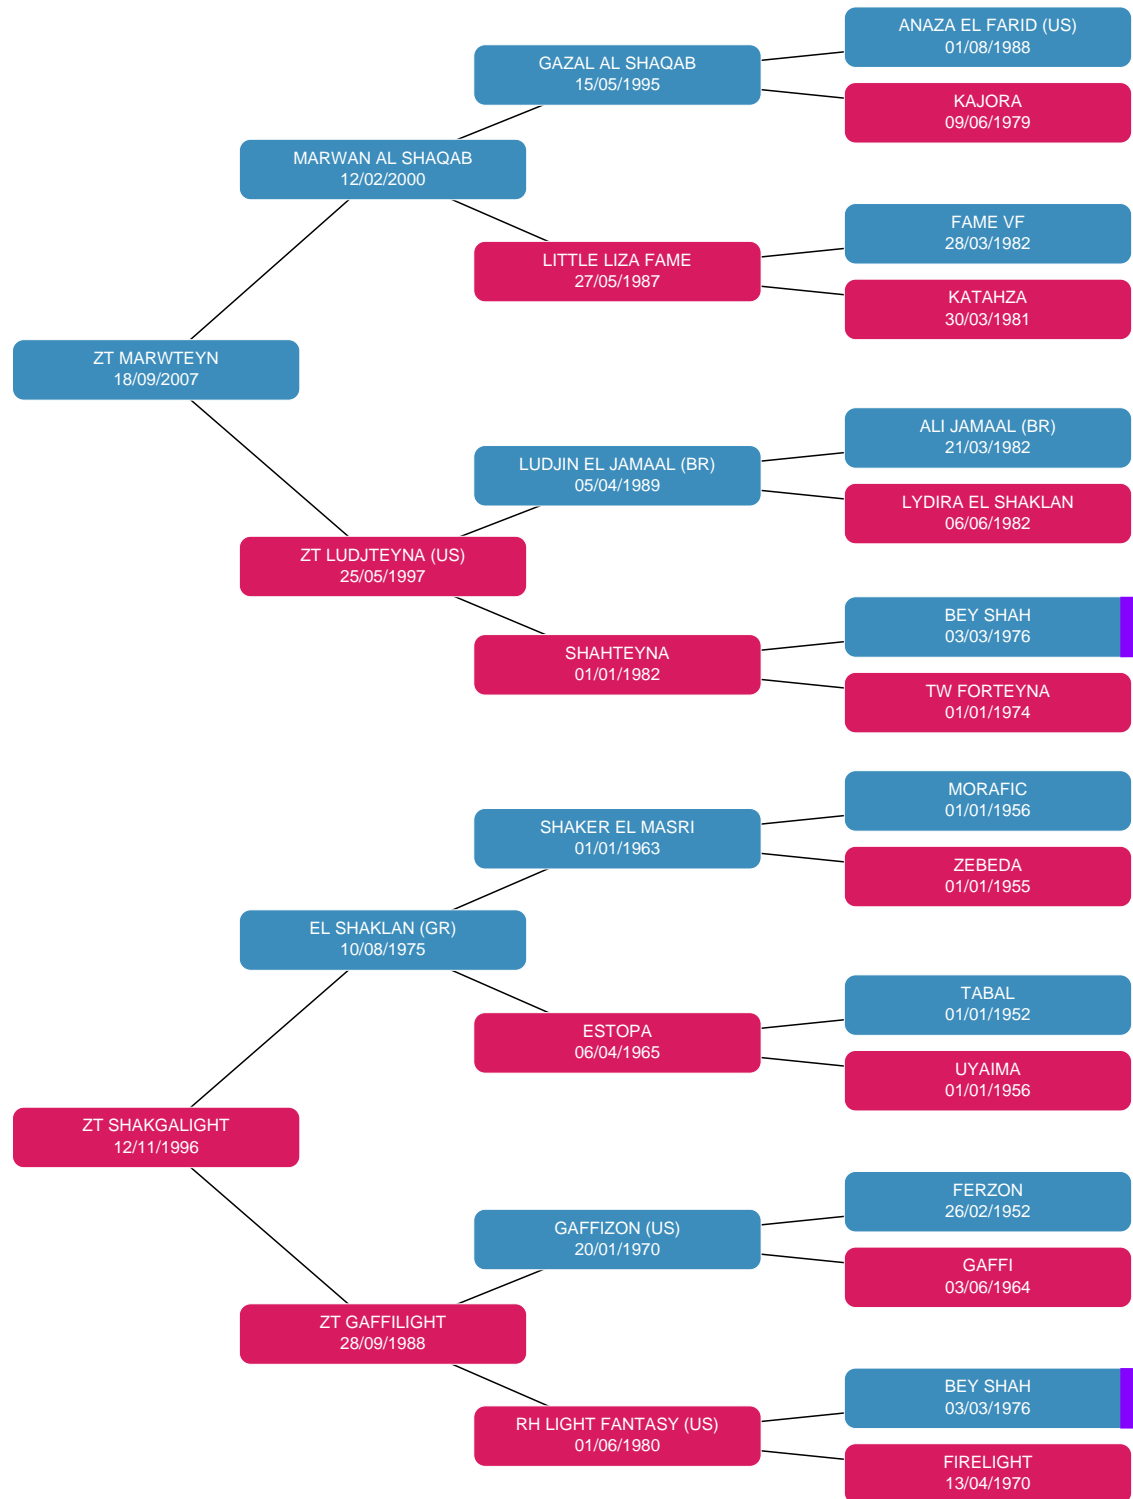 ANAZA EL FARID (US)
01/08/1988
GAZAL AL SHAQAB
15/05/1995
KAJORA
09/06/1979
MARWAN AL SHAQAB
12/02/2000
FAME VF
28/03/1982
LITTLE LIZA FAME
27/05/1987
KATAHZA
30/03/1981
ZT MARWTEYN
18/09/2007
ALI JAMAAL (BR)
21/03/1982
LUDJIN EL JAMAAL (BR)
05/04/1989
LYDIRA EL SHAKLAN
06/06/1982
ZT LUDJTEYNA (US)
25/05/1997
BEY SHAH
03/03/1976
SHAHTEYNA
01/01/1982
TW FORTEYNA
01/01/1974
MORAFIC
01/01/1956
SHAKER EL MASRI
01/01/1963
ZEBEDA
01/01/1955
EL SHAKLAN (GR)
10/08/1975
TABAL
01/01/1952
ESTOPA
06/04/1965
UYAIMA
01/01/1956
ZT SHAKGALIGHT
12/11/1996
FERZON
26/02/1952
GAFFIZON (US)
20/01/1970
GAFFI
03/06/1964
ZT GAFFILIGHT
28/09/1988
BEY SHAH
03/03/1976
RH LIGHT FANTASY (US)
01/06/1980
FIRELIGHT
13/04/1970